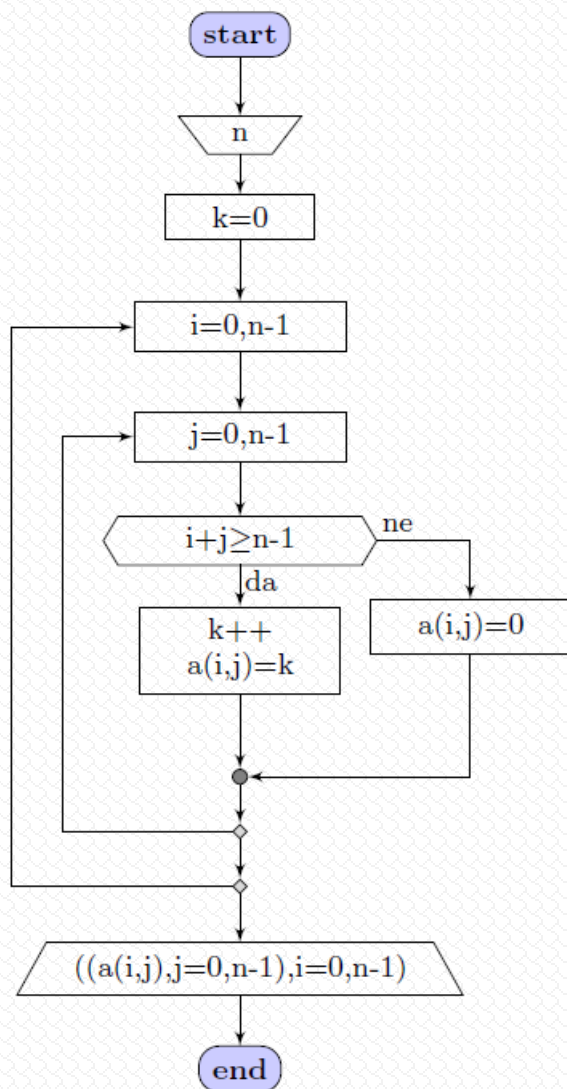 start
n
k=0
i=0,n-1
j=0,n-1
i+j≥n-1
ne
da
k++
a(i,j)=k
a(i,j)=0
((a(i,j),j=0,n-1),i=0,n-1)
end